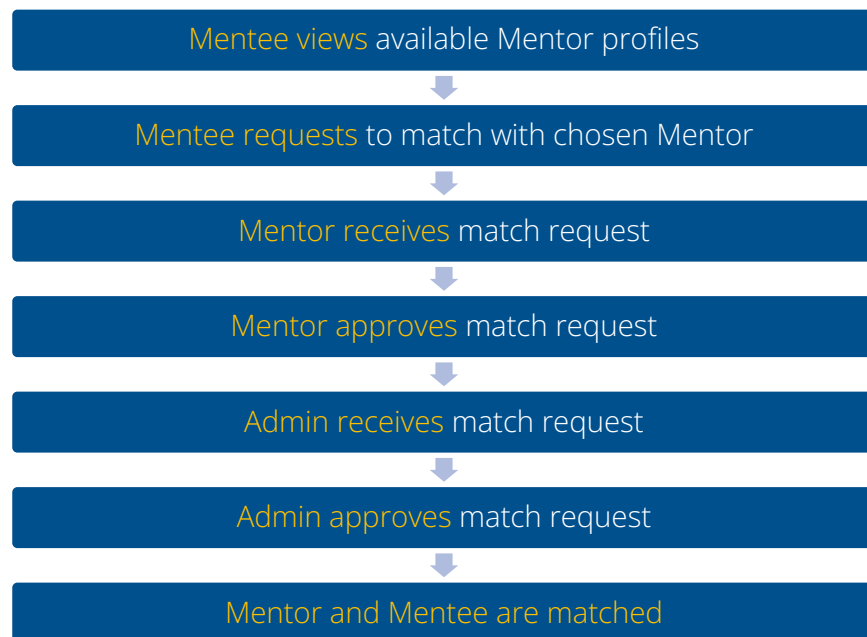 Mentee views available Mentor profiles
Mentee requests to match with chosen Mentor
Mentor receives match request
Mentor approves match request
Admin receives match request
Admin approves match request
Mentor and Mentee are matched